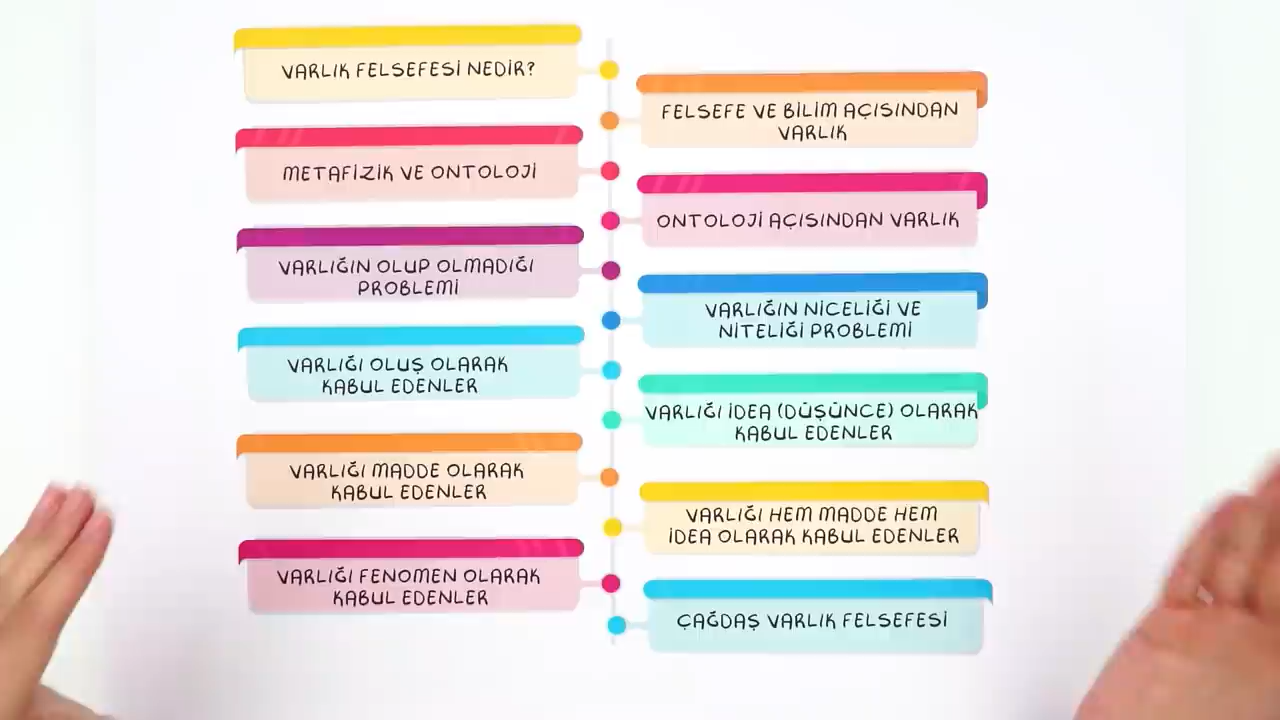 VARLIK FELSEFESİ NEDİR?
FELSEFE VE BİLİM AÇISINDAN
VARLIK
METAFİZİK VE ONTOLOJİ
ONTOLOJİ AÇISINDAN VARLIK
VARLIĞIN OLUP OLMADIĞI
PROBLEMİ
VARLIĞIN NİCELİĞİ VE
NİTELİĞİ PROBLEMİ
VARLIĞI OLUŞ OLARAK
KABUL EDENLER
VARLIĞI İDEA (DÜŞÜNCE) OLARAK
KABUL EDENLER
VARLIĞI MADDE OLARAK
KABUL EDENLER
VARLIĞI HEM MADDE HEM
İDEA OLARAK KABUL EDENLER
VARLIĞI FENOMEN OLARAK
KABUL EDENLER
ÇAĞDAŞ VARLIK FELSEFESİ